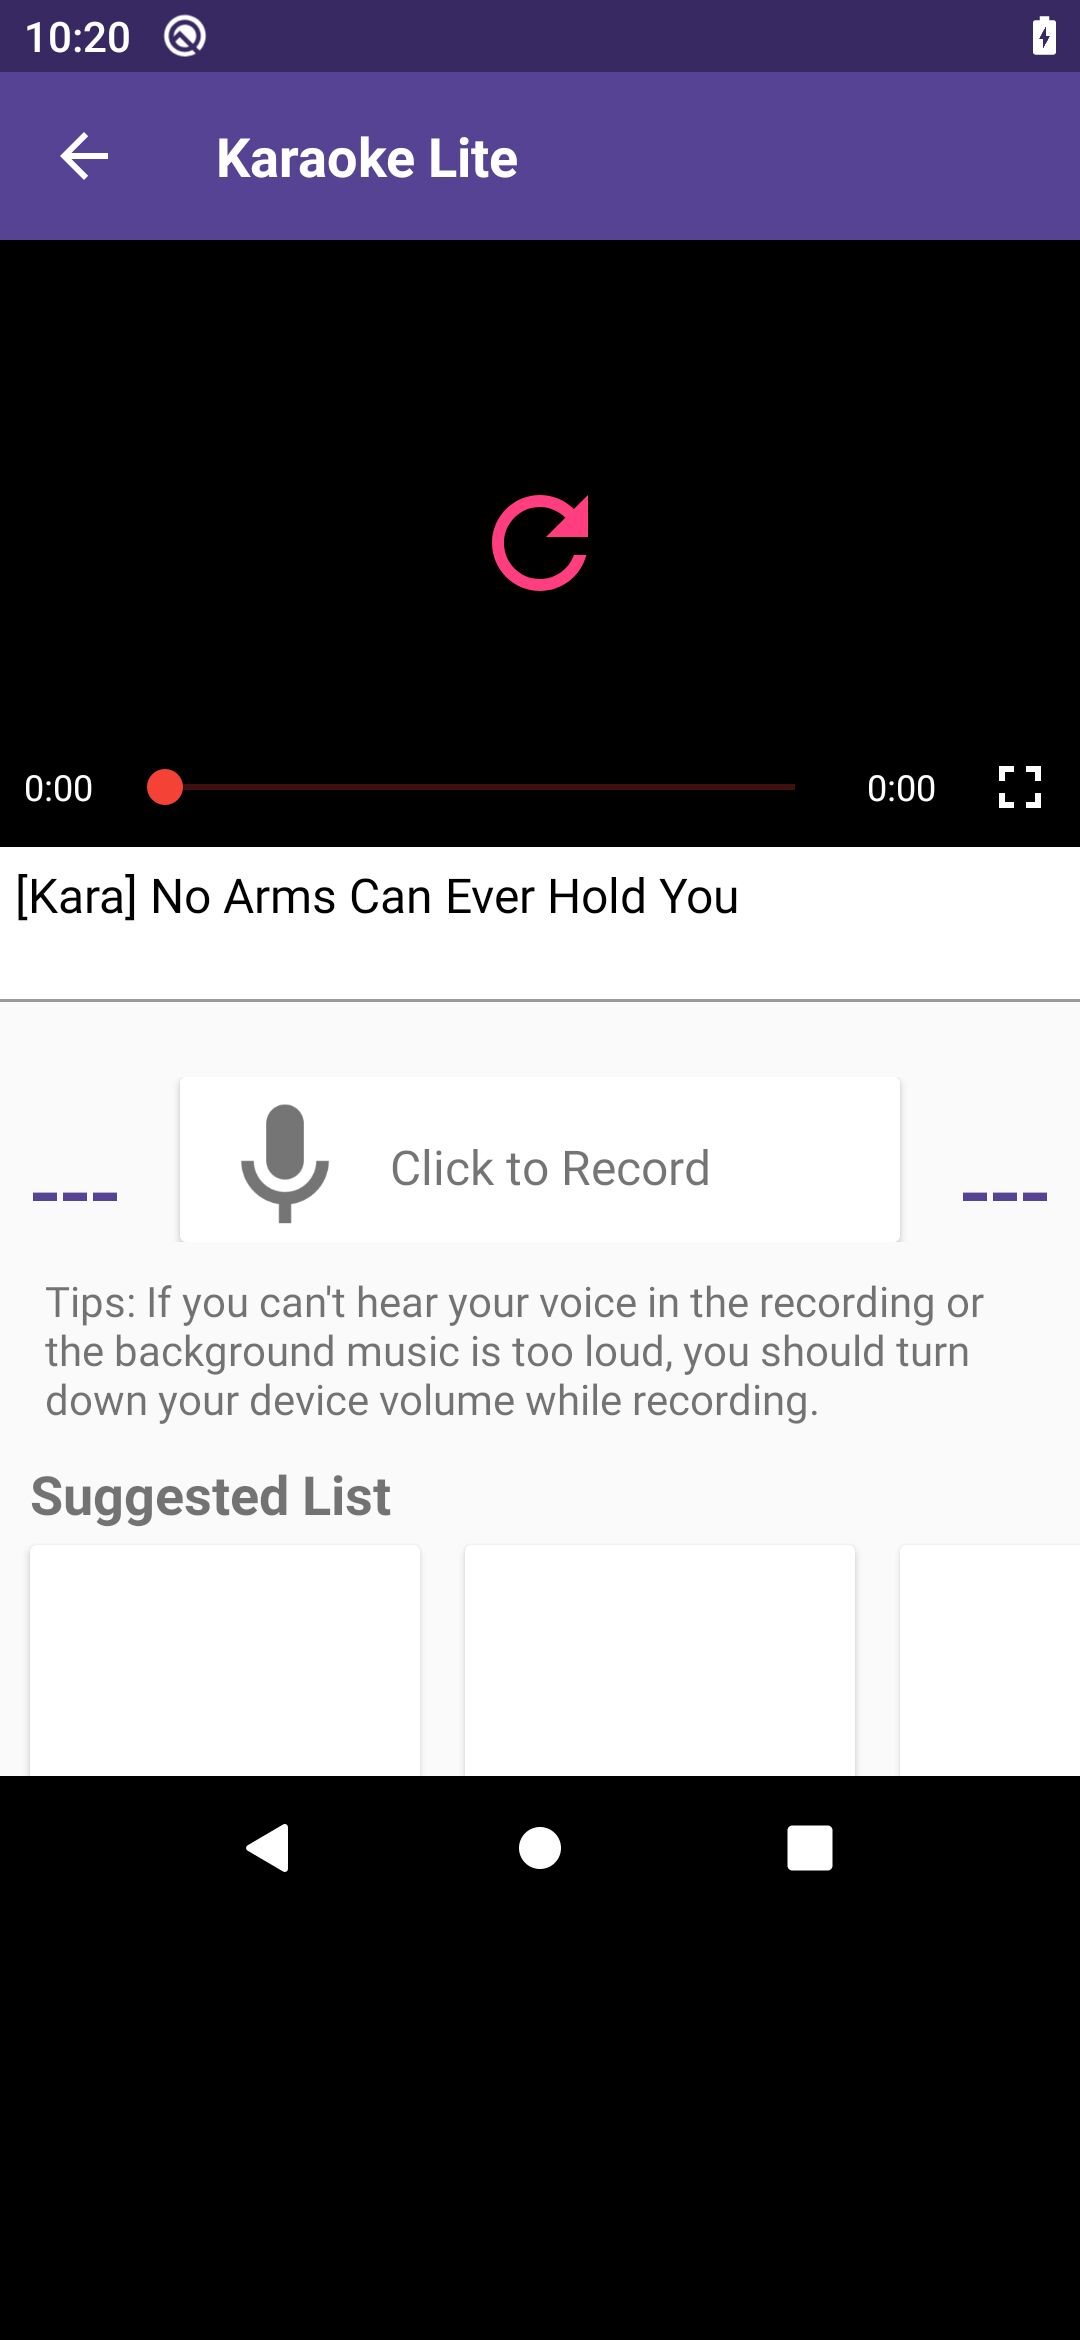 10:20
Karaoke Lite
0:00
0:00
[Kara] No Arms Can Ever Hold You
---
Click to Record
---
Tips: If you can't hear your voice in the recording or
the background music is too loud, you should turn
down your device volume while recording.
Suggested List